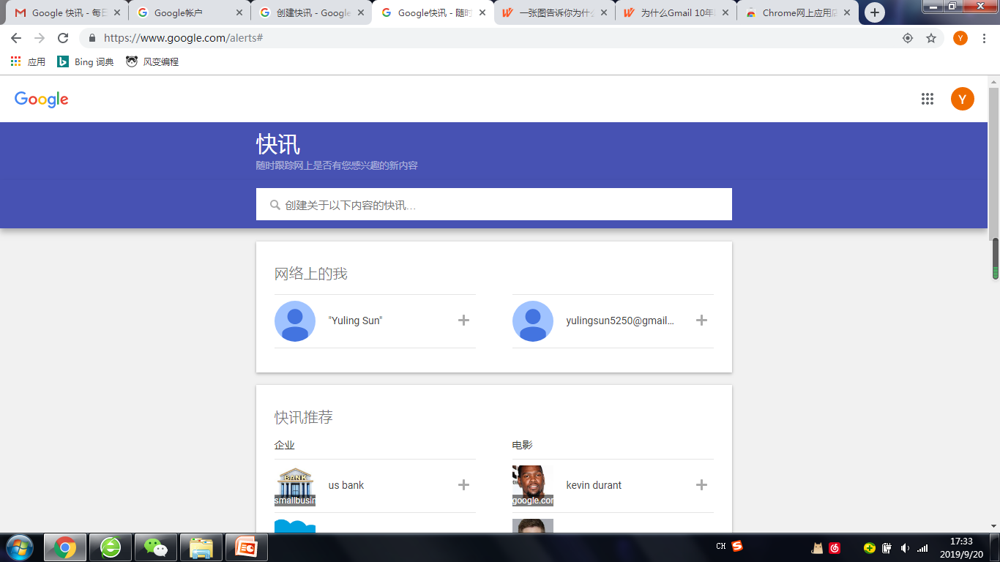 Google 快讯 - 每日
Google帐户
创建快讯 - Google
Google快讯 - 随时
一张图告诉你为什么
为什么Gmail 10年
Chrome网上应用店
https://www.google.com/alerts#
Y
应用
Bing 词典
风变编程
Google
Y
快讯
随时跟踪网上是否有您感兴趣的新内容
创建关于以下内容的快讯...
网络上的我
"Yuling Sun"
yulingsun5250@gmail...
快讯推荐
企业
电影
BANK
smallbusin
us bank
google.com
kevin durant
CH
17:33
2019/9/20